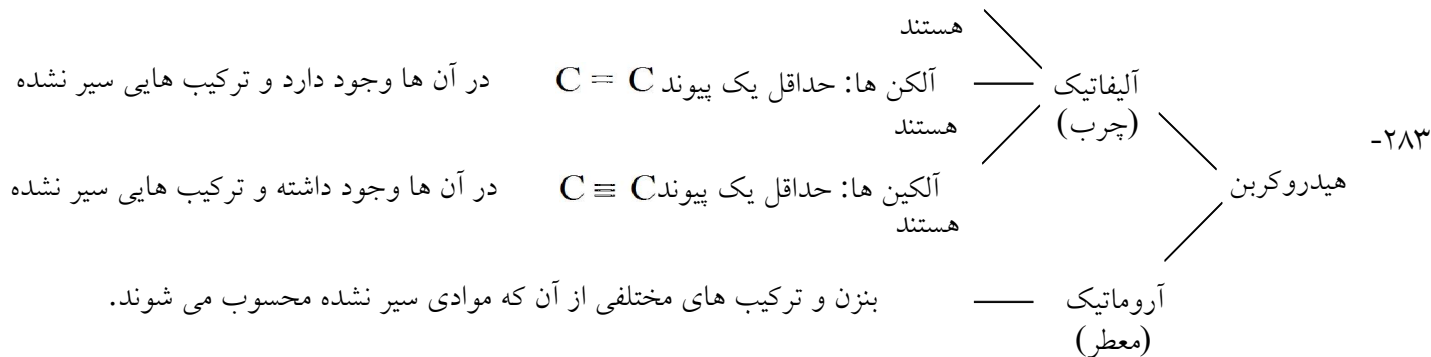 هستند
آلیفاتیک
(چرب)
آلکن ها: حداقل یک پیوند C = C در آن ها وجود دارد و ترکیب هایی سیر نشده
هستند
۲۸۳-
هیدروکربن
آلکین ها: حداقل یک پیوند C ≡ C در آن ها وجود داشته و ترکیب هایی سیر نشده
هستند
آروماتیک
(معطر)
بنزن و ترکیب های مختلفی از آن که موادی سیر نشده محسوب می شوند.